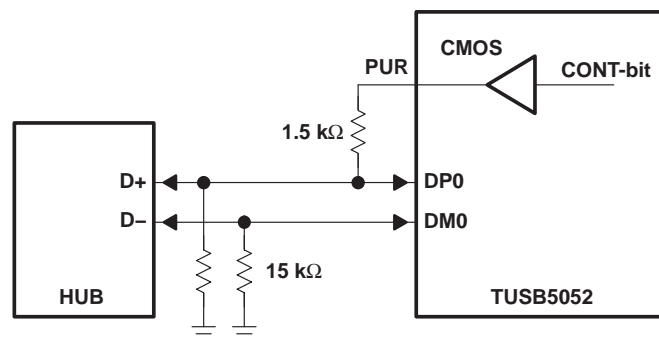 CMOS
PUR
CONT-bit
1.5 kΩ
D+
DP0
D−
DM0
15 kΩ
HUB
TUSB5052